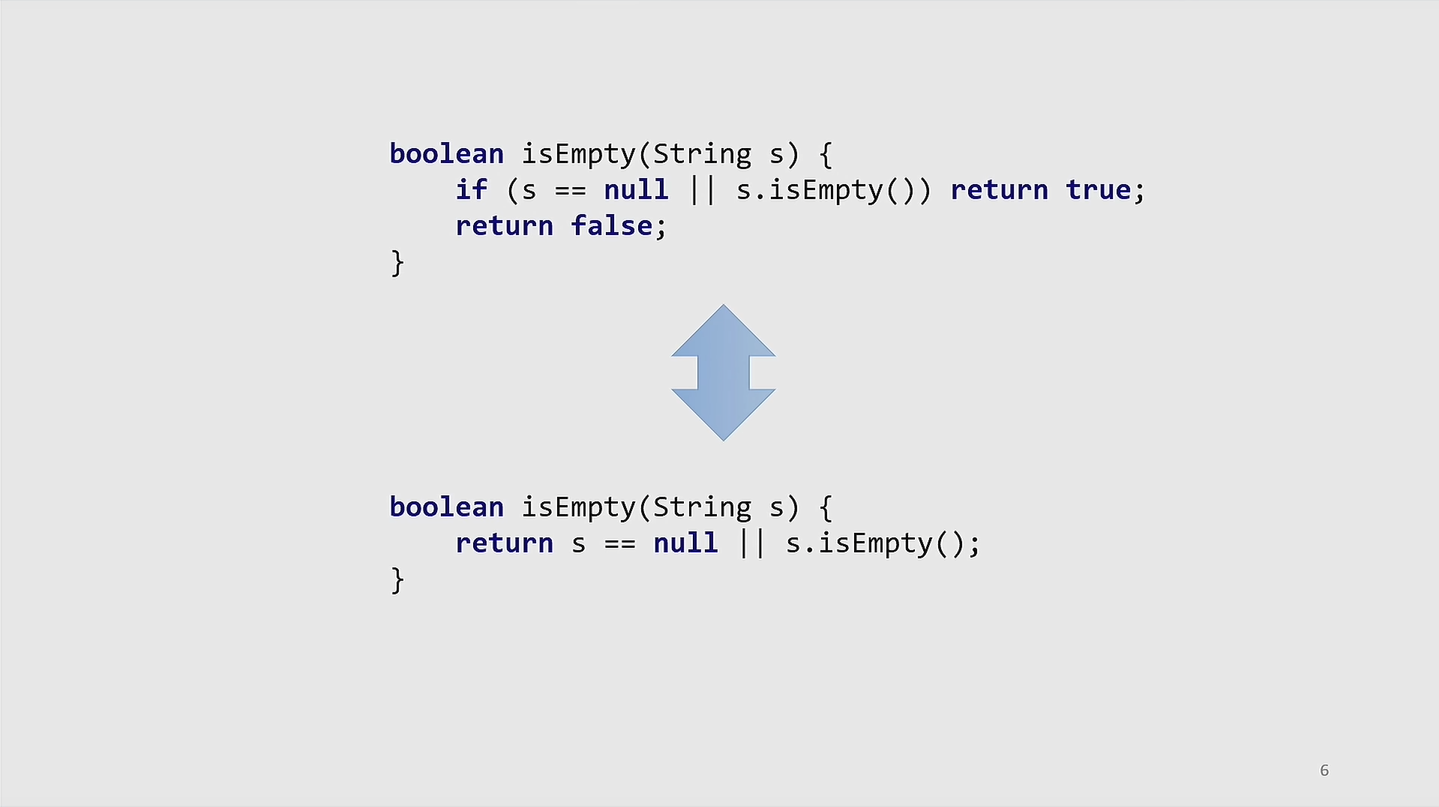 boolean isEmpty(String s) {
    if (s == null || s.isEmpty()) return true;
    return false;
}
boolean isEmpty(String s) {
    return s == null || s.isEmpty();
}
6